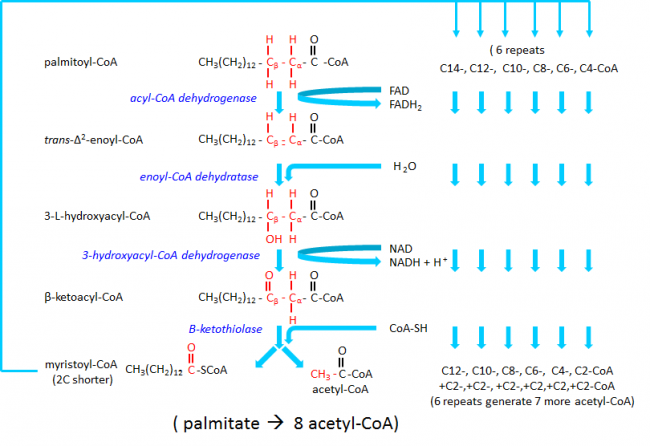 H H O
palmitoyl-CoA CH₃(CH₂)₁₂ - Cᵦ - Cα - C -CoA
H H
( 6 repeats
C14-, C12-, C10-, C8-, C6-, C4-CoA
acyl-CoA dehydrogenase
FAD
FADH₂
H H O
trans-Δ²-enoyl-CoA CH₃(CH₂)₁₂ - Cᵦ = Cα - C-CoA
enoyl-CoA dehydratase
H₂O
H H O
3-L-hydroxyacyl-CoA CH₃(CH₂)₁₂ - Cᵦ - Cα - C-CoA
OH H
3-hydroxyacyl-CoA dehydrogenase
NAD
NADH + H⁺
O H O
β-ketoacyl-CoA CH₃(CH₂)₁₂ - Cᵦ - Cα - C-CoA
H
B-ketothiolase
CoA-SH
myristoyl-CoA
(2C shorter)
O
CH₃(CH₂)₁₂ C -SCoA
O
CH₃ - C-CoA
acetyl-CoA
C12-, C10-, C8-, C6-, C4-, C2-CoA
+C2-,+C2-, +C2-,+C2,+C2,+C2-CoA
(6 repeats generate 7 more acetyl-CoA)
( palmitate → 8 acetyl-CoA)